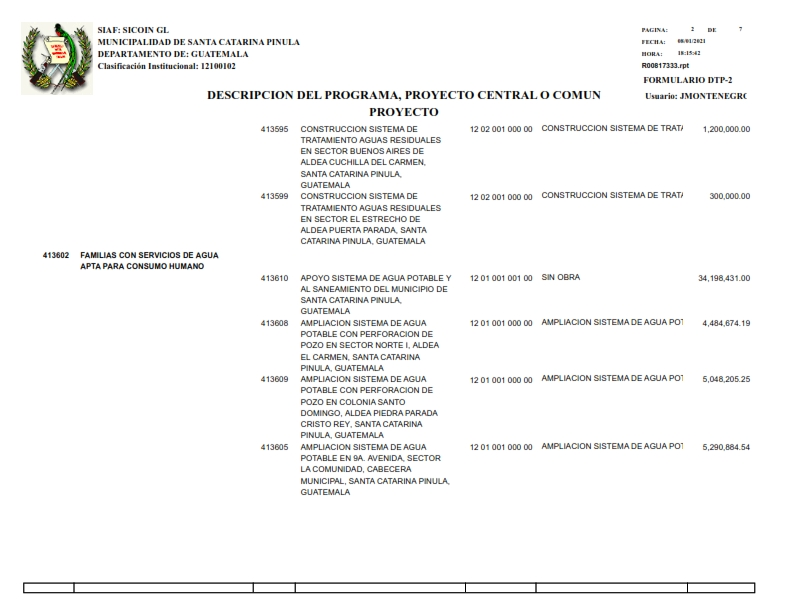 SIAF: SICOIN GL
MUNICIPALIDAD DE SANTA CATARINA PINULA
DEPARTAMENTO DE: GUATEMALA
Clasificación Institucional: 12100102
PAGINA: 2 DE 7
FECHA: 08/01/2021
HORA: 18:15:42
R00817333.rpt
FORMULARIO DTP-2
Usuario: JMONTENEGRO
DESCRIPCION DEL PROGRAMA, PROYECTO CENTRAL O COMUN
PROYECTO
413595 CONSTRUCCION SISTEMA DE 12 02 001 000 00 CONSTRUCCION SISTEMA DE TRATA 1,200,000.00
TRATAMIENTO AGUAS RESIDUALES
EN SECTOR BUENOS AIRES DE
ALDEA CUCHILLA DEL CARMEN,
SANTA CATARINA PINULA,
GUATEMALA
413599 CONSTRUCCION SISTEMA DE 12 02 001 000 00 CONSTRUCCION SISTEMA DE TRATA 300,000.00
TRATAMIENTO AGUAS RESIDUALES
EN SECTOR EL ESTRECHO DE
ALDEA PUERTA PARADA, SANTA
CATARINA PINULA, GUATEMALA
413602 FAMILIAS CON SERVICIOS DE AGUA
APTA PARA CONSUMO HUMANO
413610 APOYO SISTEMA DE AGUA POTABLE Y 12 01 001 001 00 SIN OBRA 34,198,431.00
AL SANEAMIENTO DEL MUNICIPIO DE
SANTA CATARINA PINULA,
GUATEMALA
413608 AMPLIACION SISTEMA DE AGUA 12 01 001 000 00 AMPLIACION SISTEMA DE AGUA POT 4,484,674.19
POTABLE CON PERFORACION DE
POZO EN SECTOR NORTE I, ALDEA
EL CARMEN, SANTA CATARINA
PINULA, GUATEMALA
413609 AMPLIACION SISTEMA DE AGUA 12 01 001 000 00 AMPLIACION SISTEMA DE AGUA POT 5,048,205.25
POTABLE CON PERFORACION DE
POZO EN COLONIA SANTO
DOMINGO, ALDEA PIEDRA PARADA
CRISTO REY, SANTA CATARINA
PINULA, GUATEMALA
413605 AMPLIACION SISTEMA DE AGUA 12 01 001 000 00 AMPLIACION SISTEMA DE AGUA POT 5,290,884.54
POTABLE EN 9A. AVENIDA, SECTOR
LA COMUNIDAD, CABECERA
MUNICIPAL, SANTA CATARINA PINULA,
GUATEMALA